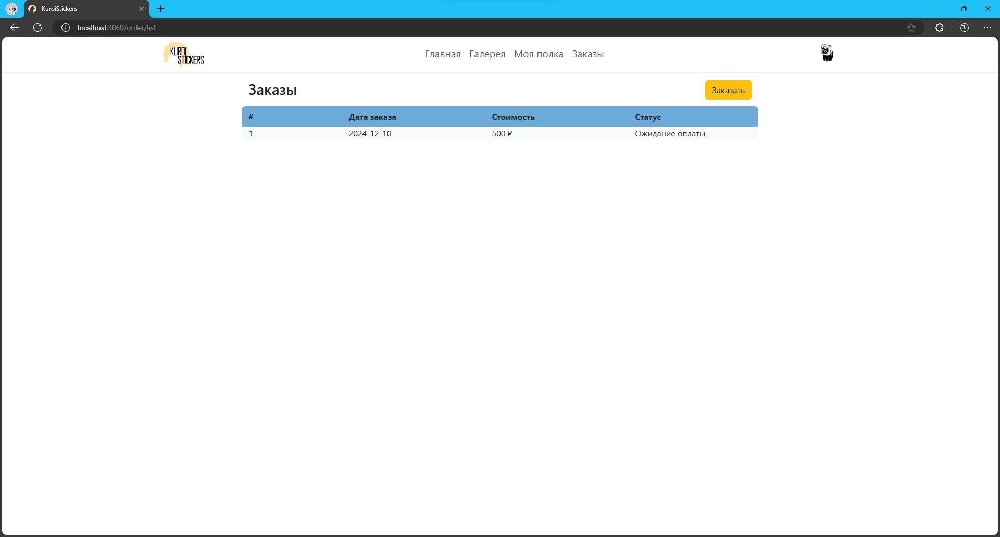 KuroiStickers
localhost:3060/order/list
KUROI
STICKERS
Главная Галерея Моя полка Заказы
Заказы
Заказать
# Дата заказа Стоимость Статус
1 2024-12-10 500 ₽ Ожидание оплаты